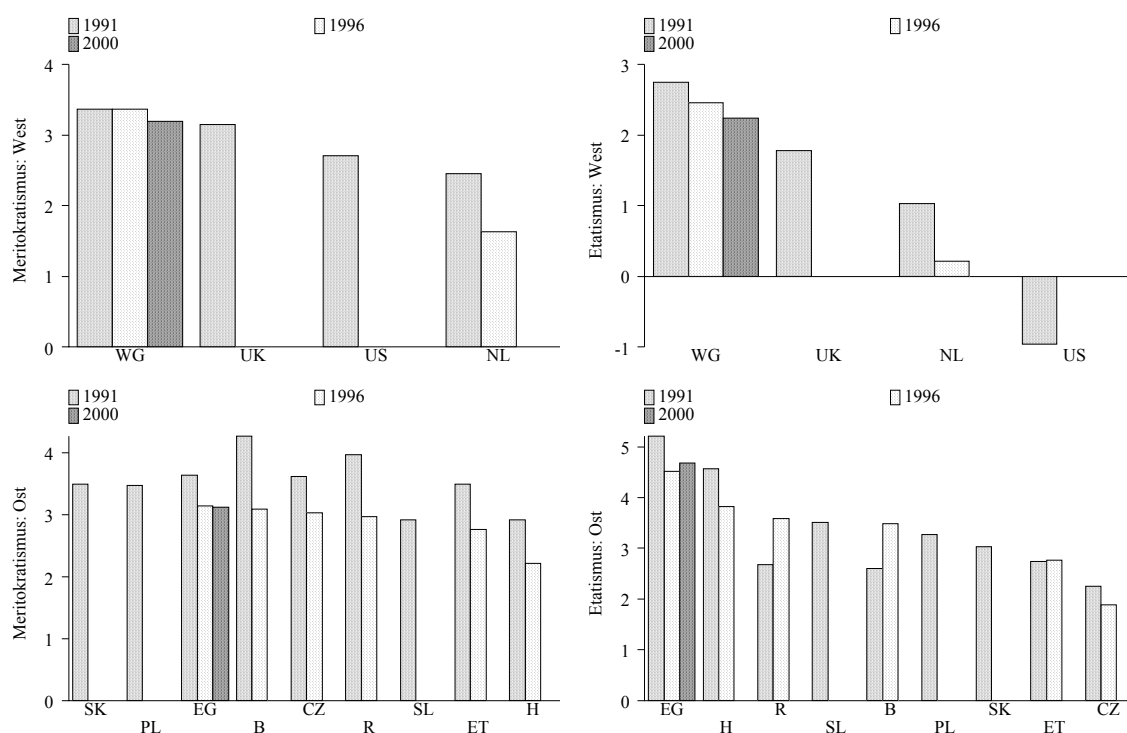 1991 1996
2000
Meritokratismus: West
4
3
2
1
0
WG UK US NL
1991 1996
2000
Etatismus: West
3
2
1
0
-1
WG UK NL US
1991 1996
2000
Meritokratismus: Ost
4
3
2
1
0
SK EG CZ SL H
PL B R ET
1991 1996
2000
Etatismus: Ost
5
4
3
2
1
0
EG R B SK CZ
H SL PL ET